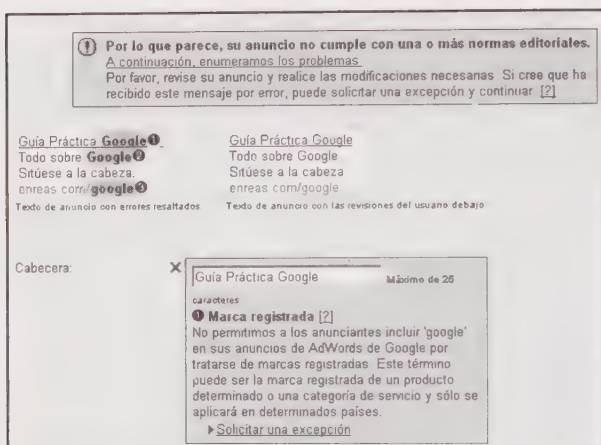 Por lo que parece, su anuncio no cumple con una o más normas editoriales.
A continuación, enumeramos los problemas
Por favor, revise su anuncio y realice las modificaciones necesarias Si cree que ha
recibido este mensaje por error, puede solicitar una excepción y continuar [?]
Guía Práctica Google❶
Todo sobre Google❷
Sitúese a la cabeza.
enreas com/google❸
Texto de anuncio con errores resaltados
Guía Práctica Google
Todo sobre Google
Sitúese a la cabeza
enreas com/google
Texto de anuncio con las revisiones del usuario debajo
Cabecera:
Guía Práctica Google Máximo de 25
caracteres
❶ Marca registrada [?]
No permitimos a los anunciantes incluir 'google'
en sus anuncios de AdWords de Google por
tratarse de marcas registradas Este término
puede ser la marca registrada de un producto
determinado o una categoría de servicio y sólo se
aplicará en determinados países.
Solicitar una excepción